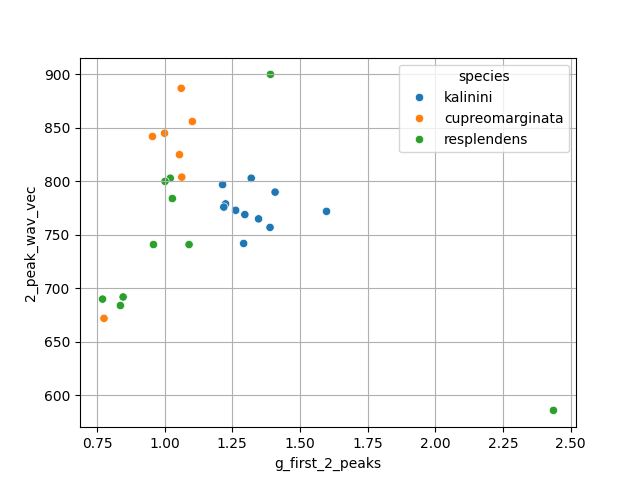 species
kalinini
cupreomarginata
resplendens
900
850
800
750
700
650
600
2_peak_wav_vec
0.75 1.00 1.25 1.50 1.75 2.00 2.25 2.50
g_first_2_peaks